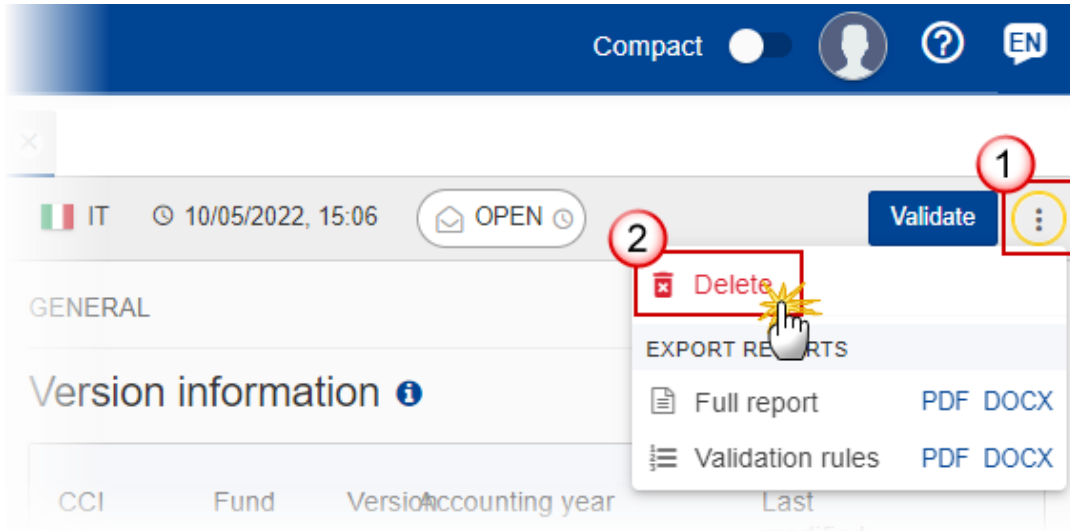 Compact EN
1
IT 10/05/2022, 15:06 OPEN Validate
2
Delete
GENERAL
EXPORT REPORTS
Version information
Full report PDF DOCX
Validation rules PDF DOCX
CCI Fund Version Accounting year Last